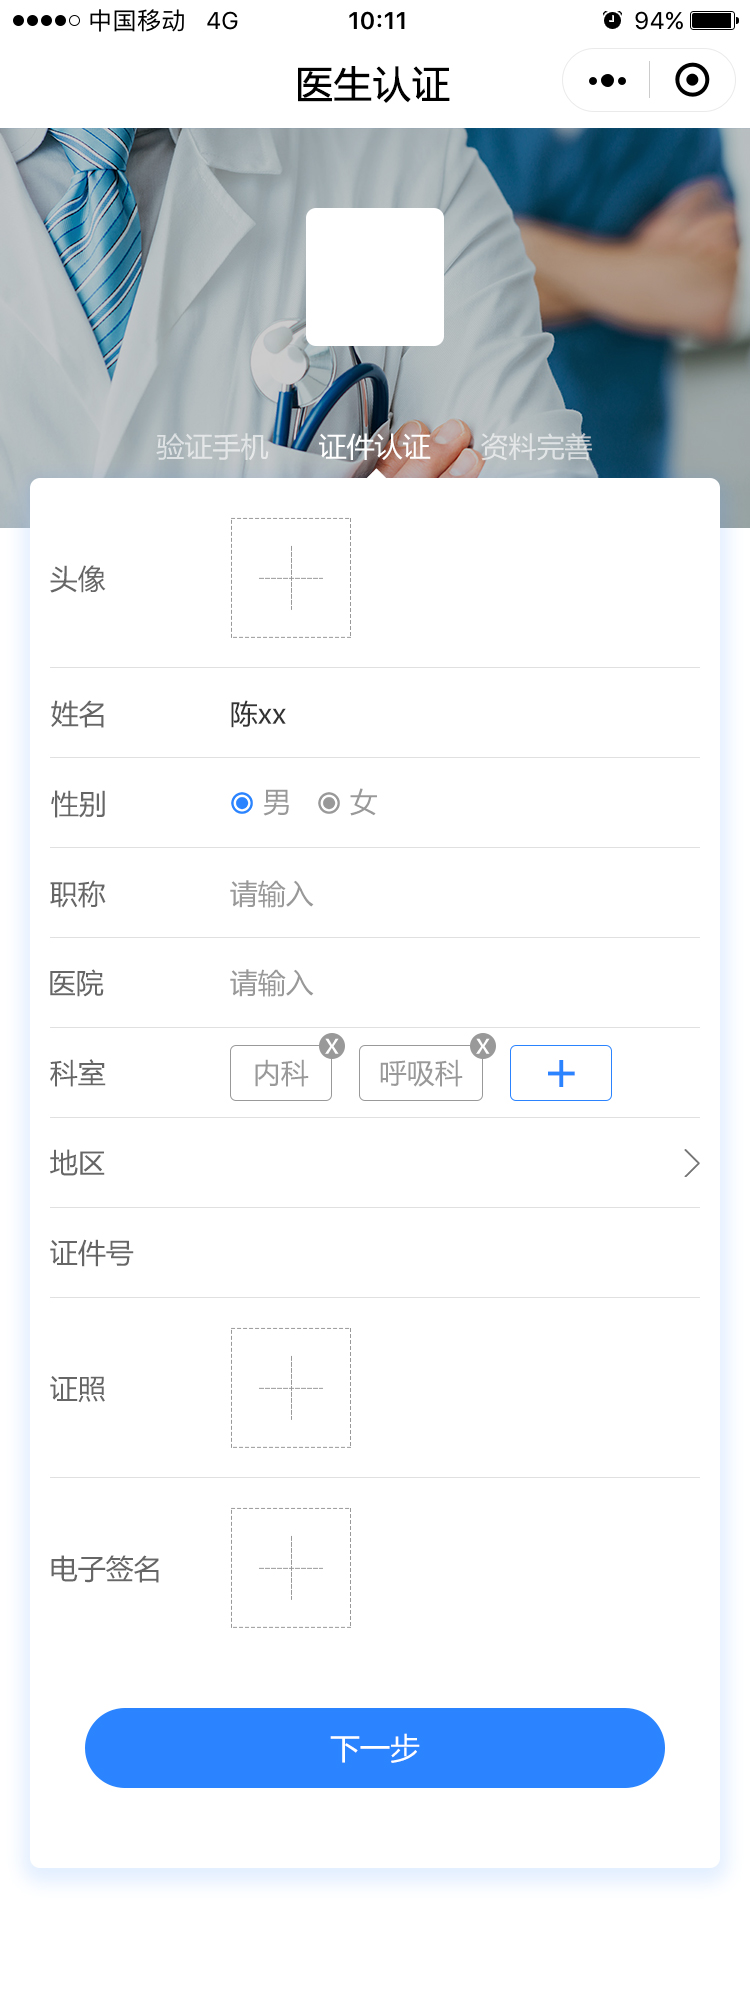 中国移动 4G 10:11 94%
医生认证
验证手机 证件认证 资料完善
头像
姓名 陈xx
性别 男 女
职称 请输入
医院 请输入
科室 内科 X 呼吸科 X
地区
证件号
证照
电子签名
下一步